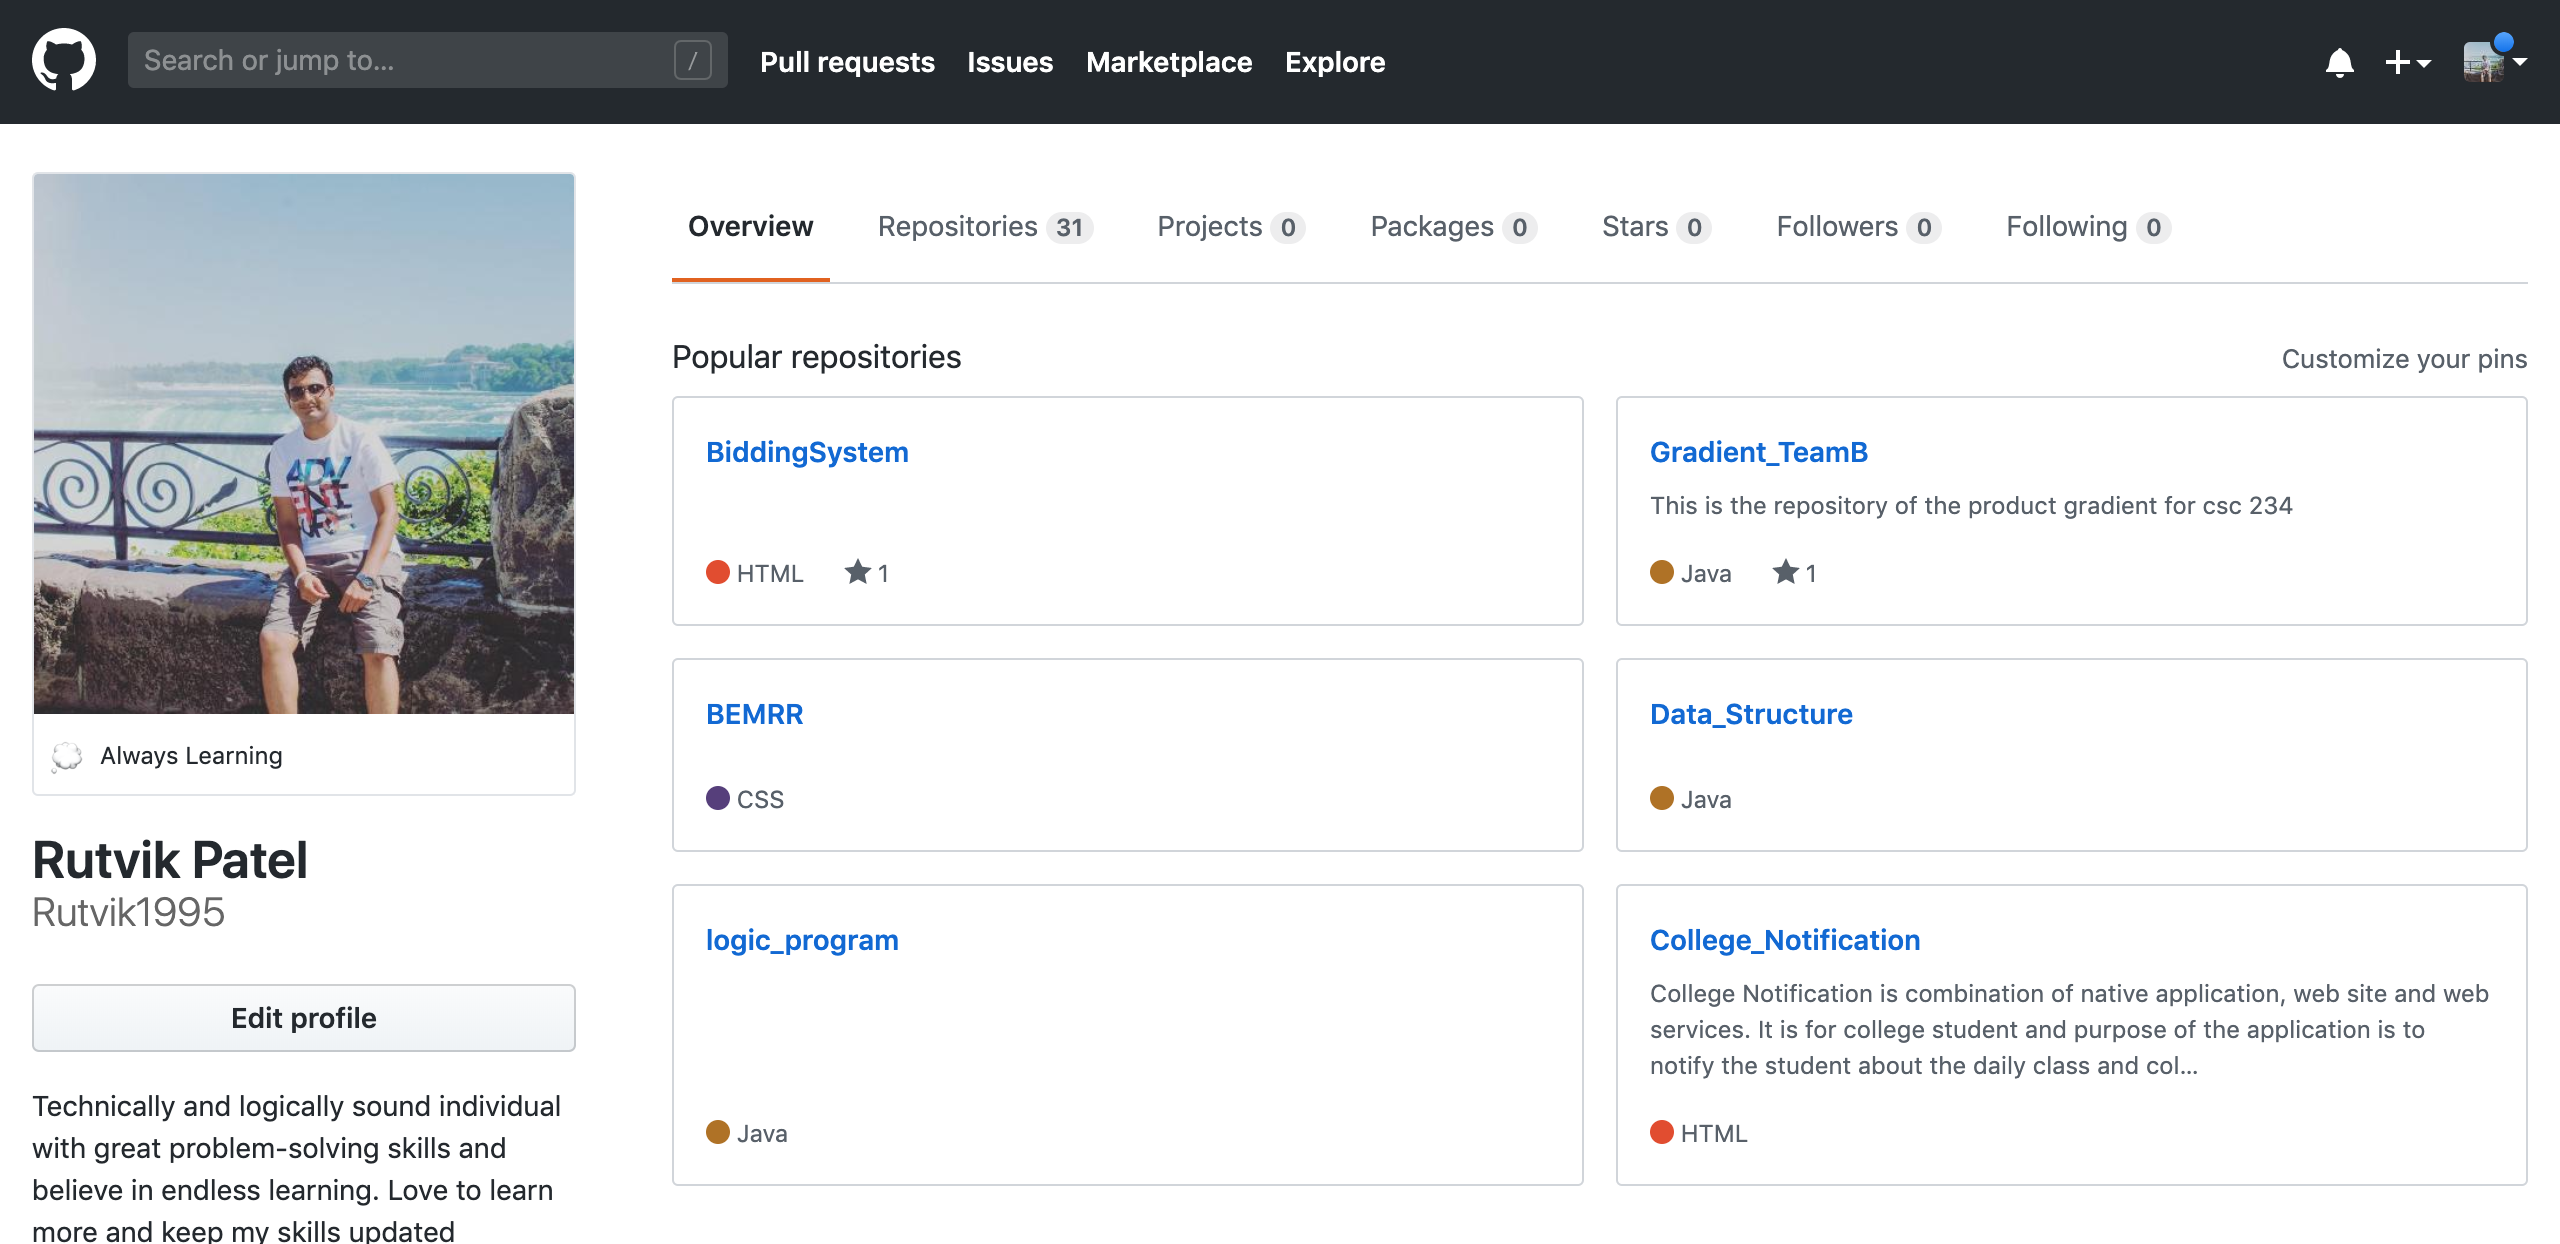 Search or jump to...
/
Pull requests
Issues
Marketplace
Explore
Always Learning
Rutvik Patel
Rutvik1995
Edit profile
Technically and logically sound individual
with great problem-solving skills and
believe in endless learning. Love to learn
more and keep my skills updated
Overview
Repositories 31
Projects 0
Packages 0
Stars 0
Followers 0
Following 0
Popular repositories
Customize your pins
BiddingSystem
HTML
1
Gradient_TeamB
This is the repository of the product gradient for csc 234
Java
1
BEMRR
CSS
Data_Structure
Java
logic_program
Java
College_Notification
College Notification is combination of native application, web site and web
services. It is for college student and purpose of the application is to
notify the student about the daily class and col...
HTML